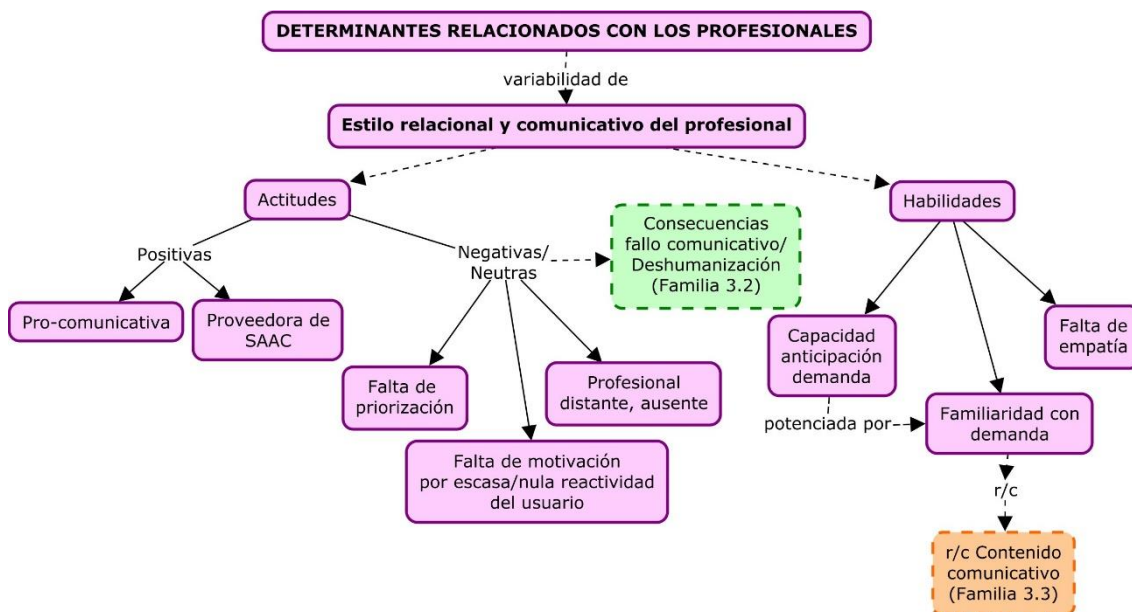 DETERMINANTES RELACIONADOS CON LOS PROFESIONALES
variabilidad de
Estilo relacional y comunicativo del profesional
Actitudes
Habilidades
Positivas
Negativas/
Neutras
Consecuencias
fallo comunicativo/
Deshumanización
(Familia 3.2)
Pro-comunicativa
Proveedora de
SAAC
Falta de
priorización
Profesional
distante, ausente
Falta de motivación
por escasa/nula reactividad
del usuario
Capacidad
anticipación
demanda
Falta de
empatía
potenciada por
Familiaridad con
demanda
r/c
r/c Contenido
comunicativo
(Familia 3.3)